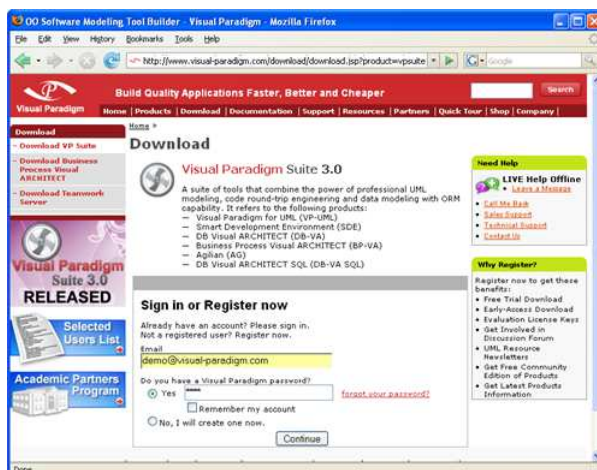 OO Software Modeling Tool Builder - Visual Paradigm - Mozilla Firefox
File Edit View History Bookmarks Tools Help
http://www.visual-paradigm.com/download/download.jsp?product=vpsuite
Google
Visual Paradigm
Build Quality Applications Faster, Better and Cheaper
Search
Home | Products | Download | Documentation | Support | Resources | Partners | Quick Tour | Shop | Company |
Download
- Download VP Suite
- Download Business
Process Visual
ARCHITECT
- Download Teamwork
Server
Visual Paradigm
Suite 3.0
RELEASED
Selected
Users List
Academic Partners
Program
Home »
Download
Visual Paradigm Suite 3.0
A suite of tools that combine the power of professional UML
modeling, code round-trip engineering and data modeling with ORM
capability. It refers to the following products:
— Visual Paradigm for UML (VP-UML)
— Smart Development Environment (SDE)
— DB Visual ARCHITECT (DB-VA)
— Business Process Visual ARCHITECT (BP-VA)
— Agilian (AG)
— DB Visual ARCHITECT SQL (DB-VA SQL)
Sign in or Register now
Already have an account? Please sign in.
Not a registered user? Register now.
Email
demo@visual-paradigm.com
Do you have a Visual Paradigm password?
Yes ****
forgot your password?
Remember my account
No, I will create one now.
Continue
Need Help
LIVE Help Offline
Leave a Message
Call Me Back
Sales Support
Technical Support
Contact Us
Why Register?
Register now to get these
benefits:
• Free Trial Download
• Early-Access Download
• Evaluation License Keys
• Get Involved in
Discussion Forum
• UML Resource
Newsletters
• Get Free Community
Edition of Products
• Get Latest Products
Information
Done